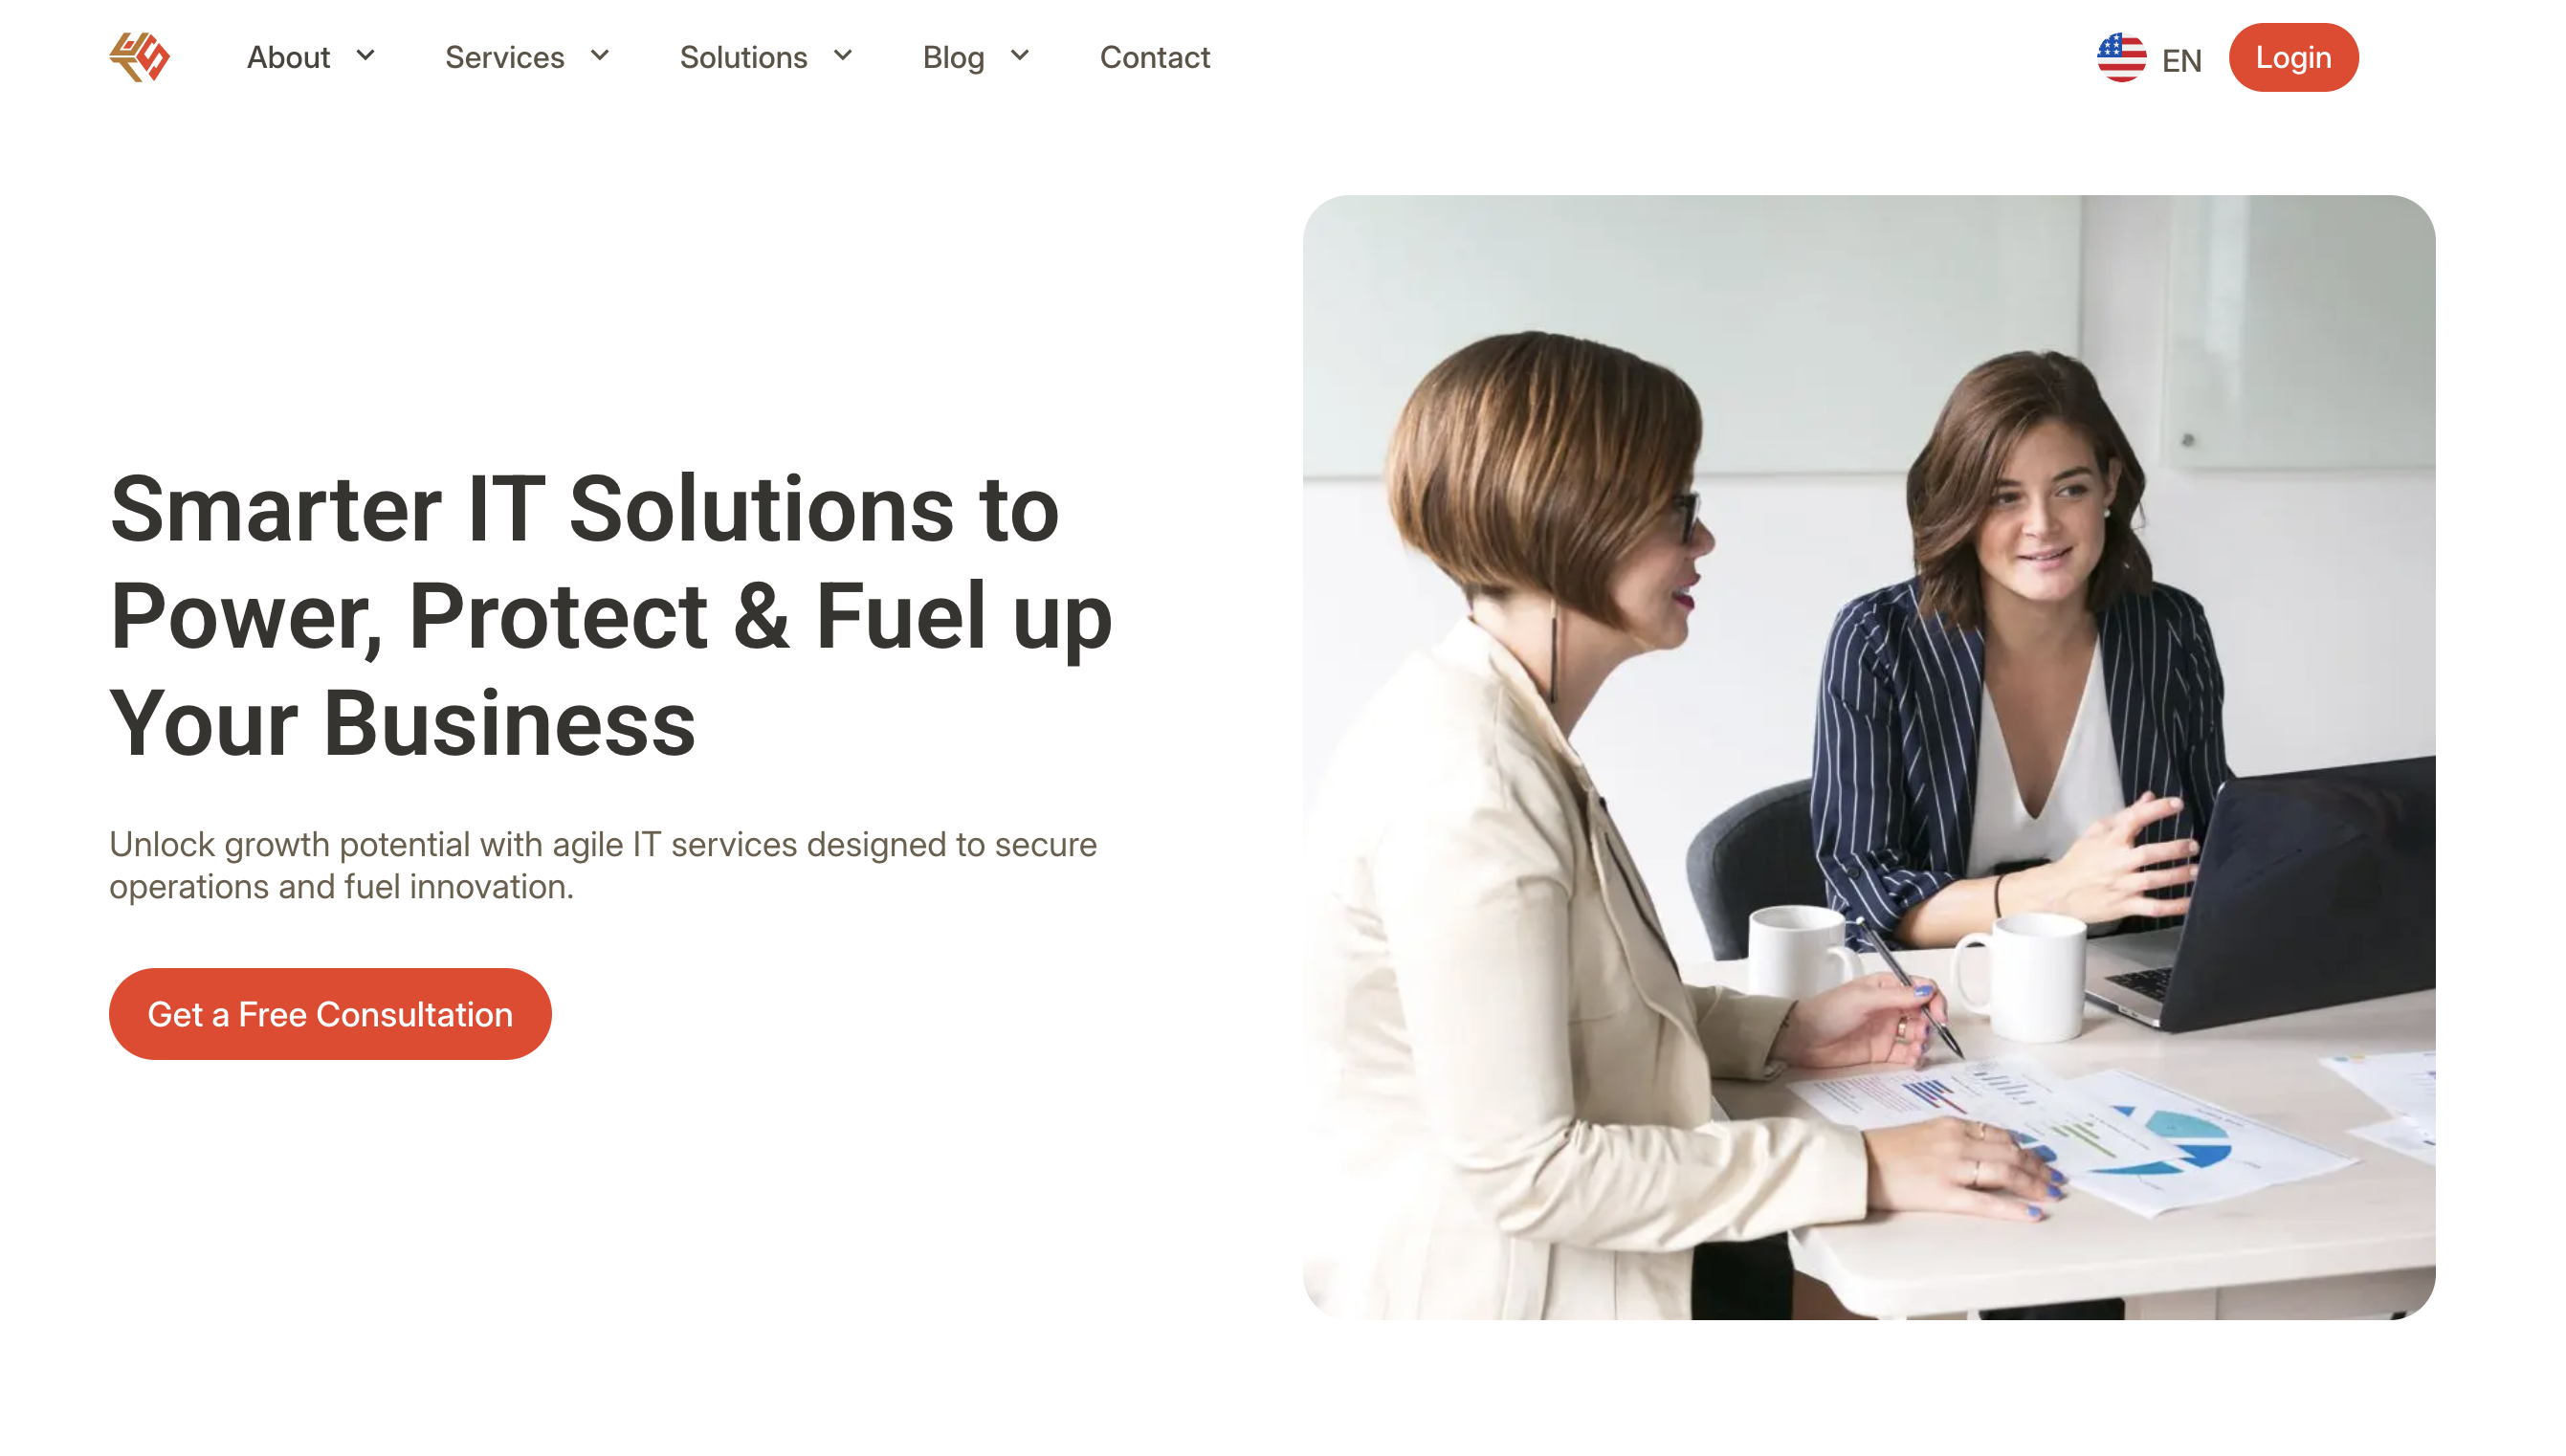 About
Services
Solutions
Blog
Contact
EN
Login
Smarter IT Solutions to
Power, Protect & Fuel up
Your Business
Unlock growth potential with agile IT services designed to secure
operations and fuel innovation.
Get a Free Consultation